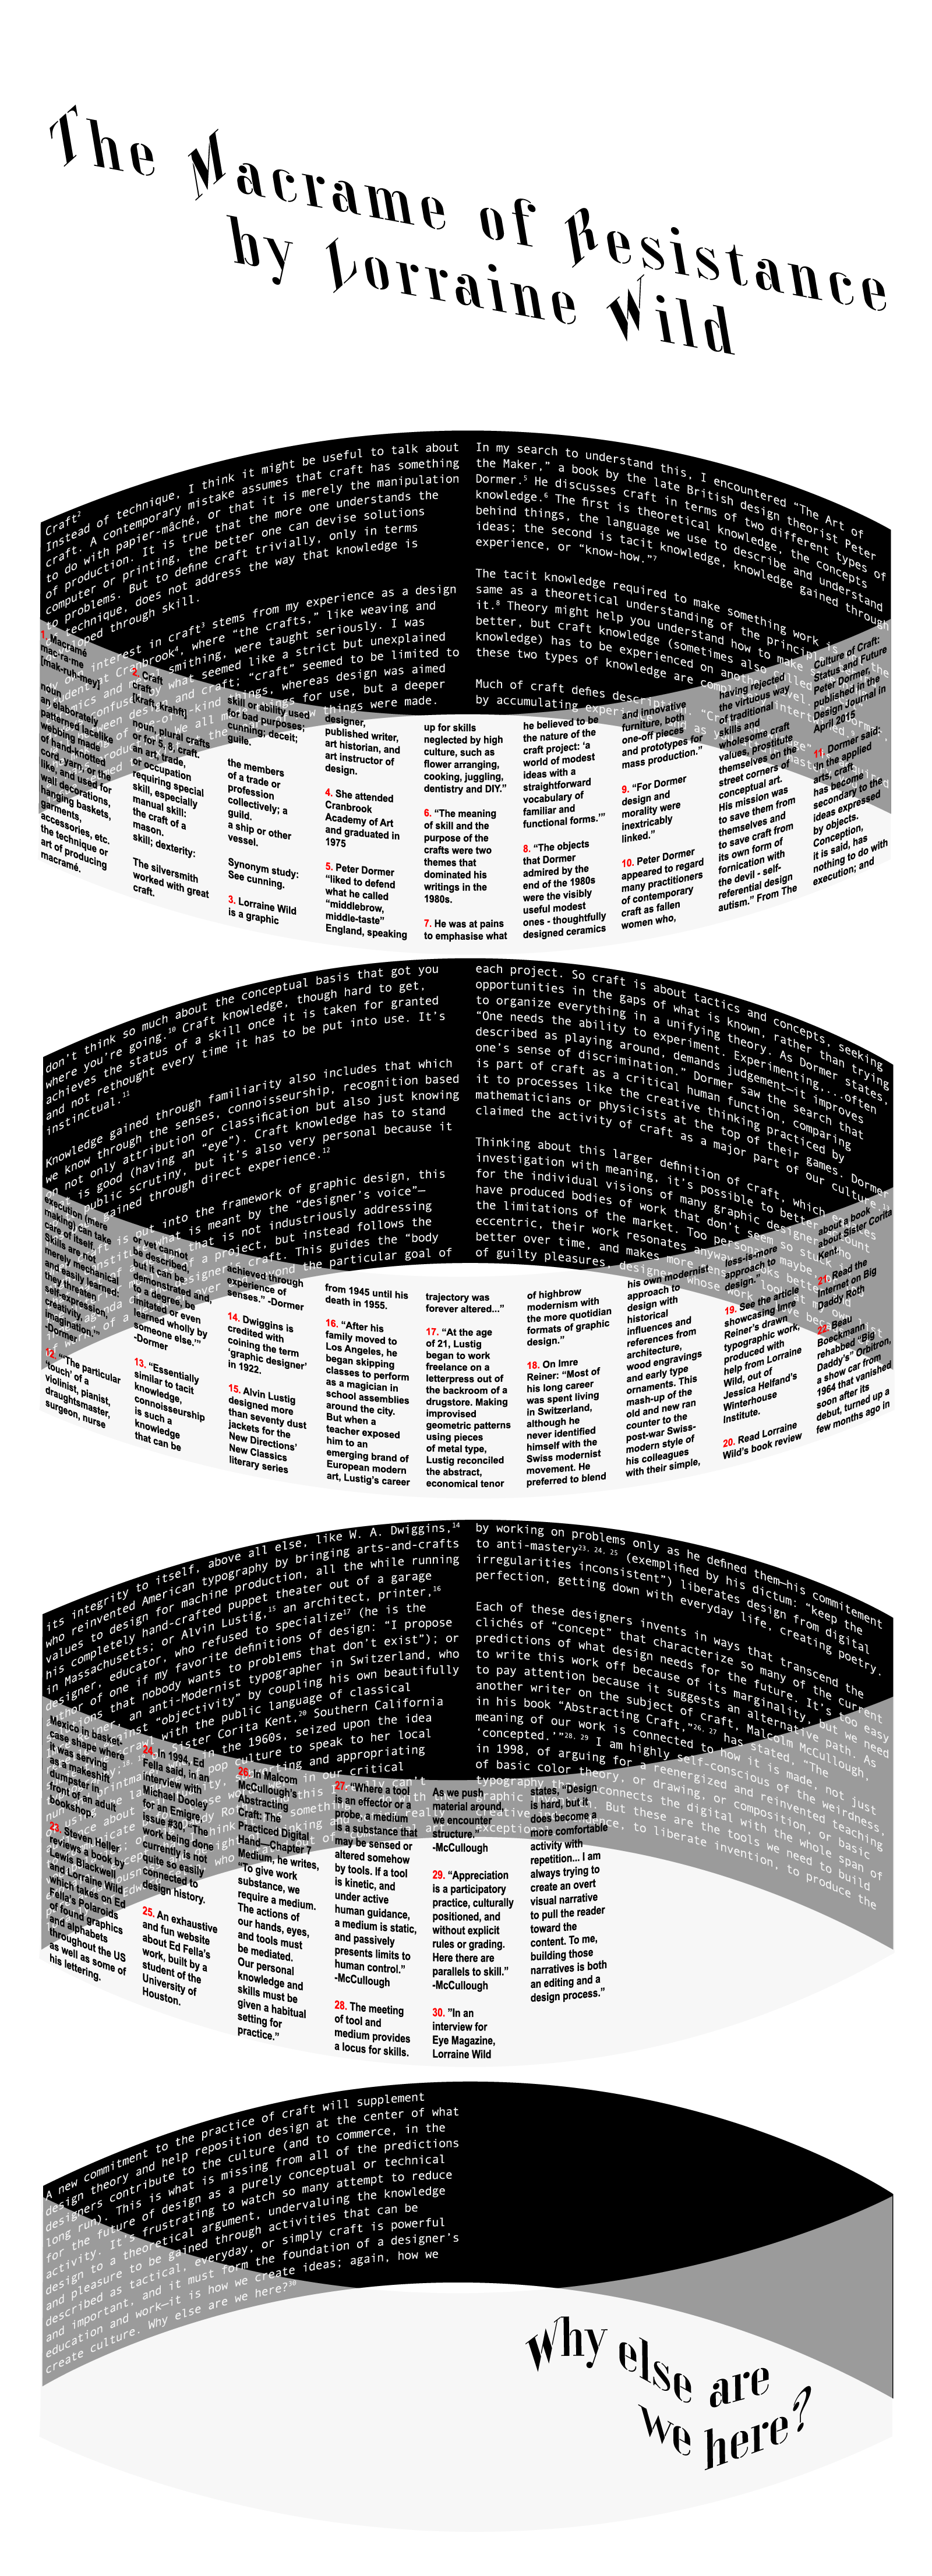 The Macrame of Resistance
by Lorraine Wild
Craft²
Instead of technique, I think it might be useful to talk about
craft. A contemporary mistake assumes that craft has something
to do with papier-mâché, or that it is merely the manipulation
of production. It is true that the more one understands the
computer or printing, the better one can devise solutions
to problems. But to define craft trivially, only in terms
technique, does not address the way that knowledge is
through skill.
interest in craft³ stems from my experience as a design
Cranbrook⁴, where “the crafts,” like weaving and
smithing, were taught seriously. I was
by what seemed like a strict but unexplained
and craft; “craft” seemed to be limited to
things, whereas design was aimed
for use, but a deeper
things were made.
In my search to understand this, I encountered “The Art of
the Maker,” a book by the late British design theorist Peter
Dormer.⁵ He discusses craft in terms of two different types of
knowledge.⁶ The first is theoretical knowledge, the concepts
behind things, the language we use to describe and understand
ideas; the second is tacit knowledge, knowledge gained through
experience, or “know-how.”⁷
The tacit knowledge required to make something work is
same as a theoretical understanding of the principles
it.⁸ Theory might help you understand how to make
better, but craft knowledge (sometimes also
knowledge) has to be experienced on another level.
these two types of knowledge are
Much of craft defies
by accumulating
1. Macramé
mac·ra·me
[mak-ruh-mey]
noun
an elaborately
patterned lacelike
webbing made
of hand-knotted
cord, yarn, or the
like, and used for
wall decorations,
hanging baskets,
garments,
accessories, etc.
the technique or
art of producing
macramé.
2. Craft
craft
[kraft, krahft]
noun, plural crafts
or for 5, 8, craft.
an art, trade,
or occupation
requiring special
skill, especially
manual skill:
the craft of a
mason.
skill; dexterity:
The silversmith
worked with great
craft.
skill or ability used
for bad purposes;
cunning; deceit;
guile.
the members
of a trade or
profession
collectively; a
guild.
a ship or other
vessel.
Synonym study:
See cunning.
3. Lorraine Wild
is a graphic
designer,
published writer,
art historian, and
art instructor of
design.
4. She attended
Cranbrook
Academy of Art
and graduated in
1975
5. Peter Dormer
“liked to defend
what he called
“middlebrow,
middle-taste”
England, speaking
up for skills
neglected by high
culture, such as
flower arranging,
cooking, juggling,
dentistry and DIY.”
6. “The meaning
of skill and the
purpose of the
crafts were two
themes that
dominated his
writings in the
1980s.
7. He was at pains
to emphasise what
he believed to be
the nature of the
craft project: ‘a
world of modest
ideas with a
straightforward
vocabulary of
familiar and
functional forms.’”
8. “The objects
that Dormer
admired by the
end of the 1980s
were the visibly
useful modest
ones - thoughtfully
designed ceramics
and innovative
furniture, both
one-off pieces
and prototypes for
mass production.”
9. “For Dormer
design and
morality were
inextricably
linked.”
10. Peter Dormer
appeared to regard
many practitioners
of contemporary
craft as fallen
women who,
having rejected
the virtuous way
of traditional
skills and
wholesome craft
values, prostitute
themselves on the
street corners of
conceptual art.
His mission was
to save them from
themselves and
to save craft from
its own form of
fornication with
the devil - self-
referential design
autism.” From The
Culture of Craft:
Status and Future
Peter Dormer,
published in the
Design Journal in
April 2015
11. Dormer said:
“In the applied
arts, craft
has become
secondary to the
ideas expressed
by objects.
Conception,
it is said, has
nothing to do with
execution; and
don’t think so much about the conceptual basis that got you
where you’re going.¹⁰ Craft knowledge, though hard to get,
achieves the status of a skill once it is taken for granted
and not rethought every time it has to be put into use. It’s
instinctual.¹¹
Knowledge gained through familiarity also includes that which
we know through the senses, connoisseurship, recognition based
not only attribution or classification but also just knowing
is good (having an “eye”). Craft knowledge has to stand
public scrutiny, but it’s also very personal because it
gained through direct experience.¹²
into the framework of graphic design, this
what is meant by the “designer’s voice”—
that is not industriously addressing
a project, but instead follows the
craft. This guides the “body
beyond the particular goal of
each project. So craft is about tactics and concepts, seeking
opportunities in the gaps of what is known, rather than trying
to organize everything in a unifying theory. As Dormer states,
“One needs the ability to experiment. Experimenting,...often
described as playing around, demands judgement—it improves
one’s sense of discrimination.” Dormer saw the search that
is part of craft as a critical human function, comparing
it to processes like the creative thinking practiced by
mathematicians or physicists at the top of their games. Dormer
claimed the activity of craft as a major part of our culture.¹³
Thinking about this larger definition of craft, which
investigation with meaning, it’s possible to better
for the individual visions of many graphic designers who
have produced bodies of work that don’t seem so stuck
the limitations of the market. Too personal, maybe
eccentric, their work resonates anyway
better over time, and makes more sense.
of guilty pleasures, designers whose work
execution (mere
making) can take
care of itself.
Skills are not
merely mechanical
and easily learned:
they threaten
self-expression,
creativity,
imagination.’”
-Dormer
12. “The particular
‘touch’ of a
violinist, pianist,
draughtsmaster,
surgeon, nurse
or vet cannot
be described,
but it can be
demonstrated and,
to a degree, be
imitated or even
learned wholly by
someone else.’”
-Dormer
13. “Essentially
similar to tacit
knowledge,
connoisseurship
is such a
knowledge
that can be
achieved through
experience of
senses.” -Dormer
14. Dwiggins is
credited with
coining the term
‘graphic designer’
in 1922.
15. Alvin Lustig
designed more
than seventy dust
jackets for the
New Directions’
New Classics
literary series
from 1945 until his
death in 1955.
16. “After his
family moved to
Los Angeles, he
began skipping
classes to perform
as a magician in
school assemblies
around the city.
But when a
teacher exposed
him to an
emerging brand of
European modern
art, Lustig’s career
trajectory was
forever altered...”
17. “At the age
of 21, Lustig
began to work
freelance on a
letterpress out of
the backroom of a
drugstore. Making
improvised
geometric patterns
using pieces
of metal type,
Lustig reconciled
the abstract,
economical tenor
of highbrow
modernism with
the more quotidian
formats of graphic
design.”
18. On Imre
Reiner: “Most of
his long career
was spent living
in Switzerland,
although he
never identified
himself with the
Swiss modernist
movement. He
preferred to blend
his own modernist
approach to
design with
historical
influences and
references from
architecture,
wood engravings
and early type
ornaments. This
mash-up of the
old and new ran
counter to the
post-war Swiss-
modern style of
his colleagues
with their simple,
less-is-more
approach to
design.”
19. See the article
showcasing Imre
Reiner’s drawn
typographic work,
produced with
help from Lorraine
Wild, out of
Jessica Helfand’s
Winterhouse
Institute.
20. Read Lorraine
Wild’s book review
about a book
about Sister Corita
Kent.
21. Read the
Internet on Big
Daddy Roth
22. Beau
Boeckmann
rehabbed “Big
Daddy’s” Orbitron,
a show car from
1964 that vanished
soon after its
debut, turned up a
few months ago in
its integrity to itself, above all else, like W. A. Dwiggins,¹⁴
who reinvented American typography by bringing arts-and-crafts
values to design for machine production, all the while running
his completely hand-crafted puppet theater out of a garage
in Massachusetts; or Alvin Lustig,¹⁵ an architect, printer,¹⁶
designer, educator, who refused to specialize¹⁷ (he is the
author of one if my favorite definitions of design: “I propose
that nobody wants to problems that don’t exist”); or
an anti-Modernist typographer in Switzerland, who
“objectivity” by coupling his own beautifully
with the public language of classical
Sister Corita Kent,²⁰ Southern California
in the 1960s, seized upon the idea
culture to speak to her local
and appropriating
in our critical
by working on problems only as he defined them—his commitment
to anti-mastery²³, ²⁴, ²⁵ (exemplified by his dictum: “keep the
irregularities inconsistent”) liberates design from digital
perfection, getting down with everyday life, creating poetry.
Each of these designers invents in ways that transcend the
clichés of “concept” that characterize so many of the current
predictions of what design needs for the future. It’s too easy
to write this work off because of its marginality, but we need
to pay attention because it suggests an alternative path. As
another writer on the subject of craft, Malcolm McCullough,
in his book “Abstracting Craft,”²⁶, ²⁷ has stated, “The
meaning of our work is connected to how it is made, not just
‘concepted.’”²⁸, ²⁹ I am highly self-conscious of the weirdness,
in 1998, of arguing for a reenergized and reinvented teaching
of basic color theory, or drawing, or composition, or basic
typography that connects the digital with the whole span of
But these are the tools we need to build
to liberate invention, to produce the
Mexico in basket-
case shape where
it was serving
as a makeshift
dumpster in
front of an adult
bookshop.
23. Steven Heller
reviews a book by
Lewis Blackwell
and Lorraine Wild
which takes on Ed
Fella’s Polaroids
of found graphics
and alphabets
throughout the US
as well as some of
his lettering.
24. In 1994, Ed
Fella said, in an
interview with
Michael Dooley
for an Emigre
issue #30,”The
work being done
currently is not
quite so easily
connected to
design history.
25. An exhaustive
and fun website
about Ed Fella’s
work, built by a
student of the
University of
Houston.
26. In Malcom
McCullough’s
Abstracting
Craft: The
Practiced Digital
Hand—Chapter 7
Medium, he writes,
“To give work
substance, we
require a medium.
The actions of
our hands, eyes,
and tools must
be mediated.
Our personal
knowledge and
skills must be
given a habitual
setting for
practice.”
27. “Where a tool
is an effector or a
probe, a medium
is a substance that
may be sensed or
altered somehow
by tools. If a tool
is kinetic, and
under active
human guidance,
a medium is static,
and passively
presents limits to
human control.”
-McCullough
28. The meeting
of tool and
medium provides
a locus for skills.
As we push
material around,
we encounter
structure.”
-McCullough
29. “Appreciation
is a participatory
practice, culturally
positioned, and
without explicit
rules or grading.
Here there are
parallels to skill.”
-McCullough
30. ”In an
interview for
Eye Magazine,
Lorraine Wild
states, “Design
is hard, but it
does become a
more comfortable
activity with
repetition... I am
always trying to
create an overt
visual narrative
to pull the reader
toward the
content. To me,
building those
narratives is both
an editing and a
design process.”
A new commitment to the practice of craft will supplement
design theory and help reposition design at the center of what
designers contribute to the culture (and to commerce, in the
long run). This is what is missing from all of the predictions
for the future of design as a purely conceptual or technical
activity. It’s frustrating to watch so many attempt to reduce
design to a theoretical argument, undervaluing the knowledge
and pleasure to be gained through activities that can be
described as tactical, everyday, or simply craft is powerful
and important, and it must form the foundation of a designer’s
education and work—it is how we create ideas; again, how we
create culture. Why else are we here?³⁰
Why else are
we here?